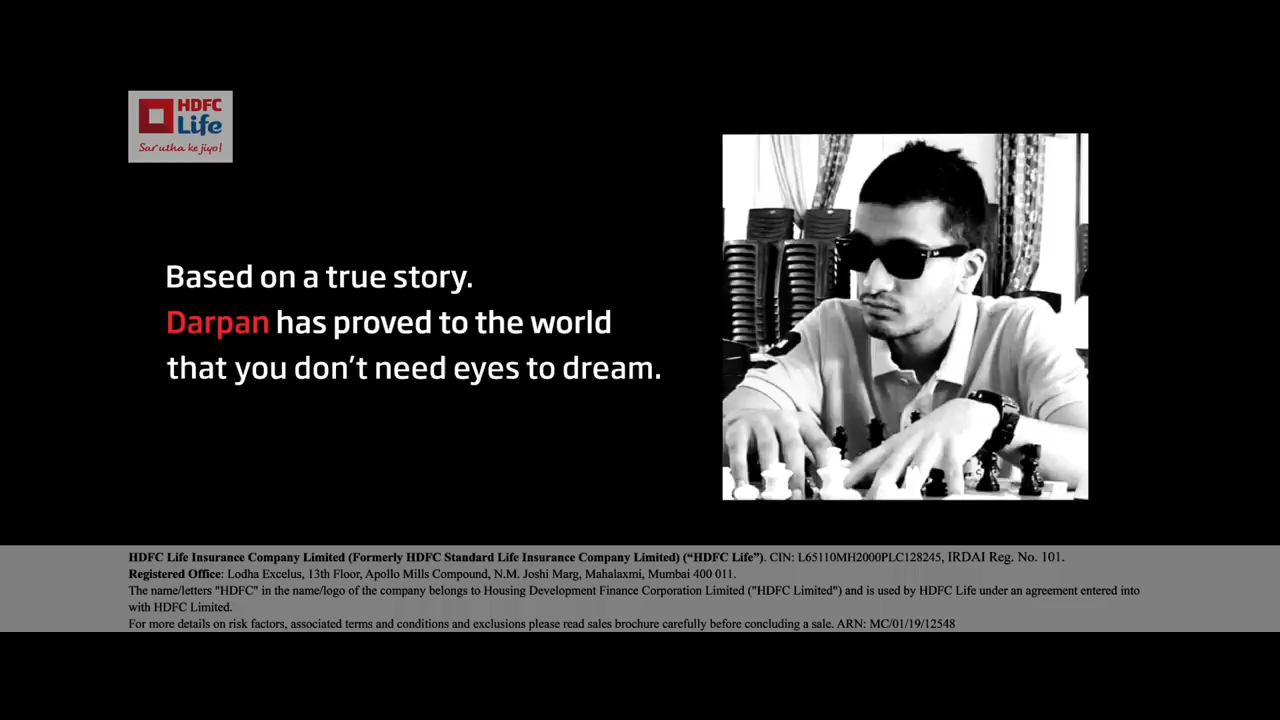 HDFC
Life
Sar utha ke jiyo!
Based on a true story.
Darpan has proved to the world
that you don't need eyes to dream.
HDFC Life Insurance Company Limited (Formerly HDFC Standard Life Insurance Company Limited) (“HDFC Life”). CIN: L65110MH2000PLC128245, IRDAI Reg. No. 101.
Registered Office: Lodha Excelus, 13th Floor, Apollo Mills Compound, N.M. Joshi Marg, Mahalaxmi, Mumbai 400 011.
The name/letters "HDFC" in the name/logo of the company belongs to Housing Development Finance Corporation Limited ("HDFC Limited") and is used by HDFC Life under an agreement entered into
with HDFC Limited.
For more details on risk factors, associated terms and conditions and exclusions please read sales brochure carefully before concluding a sale. ARN: MC/01/19/12548